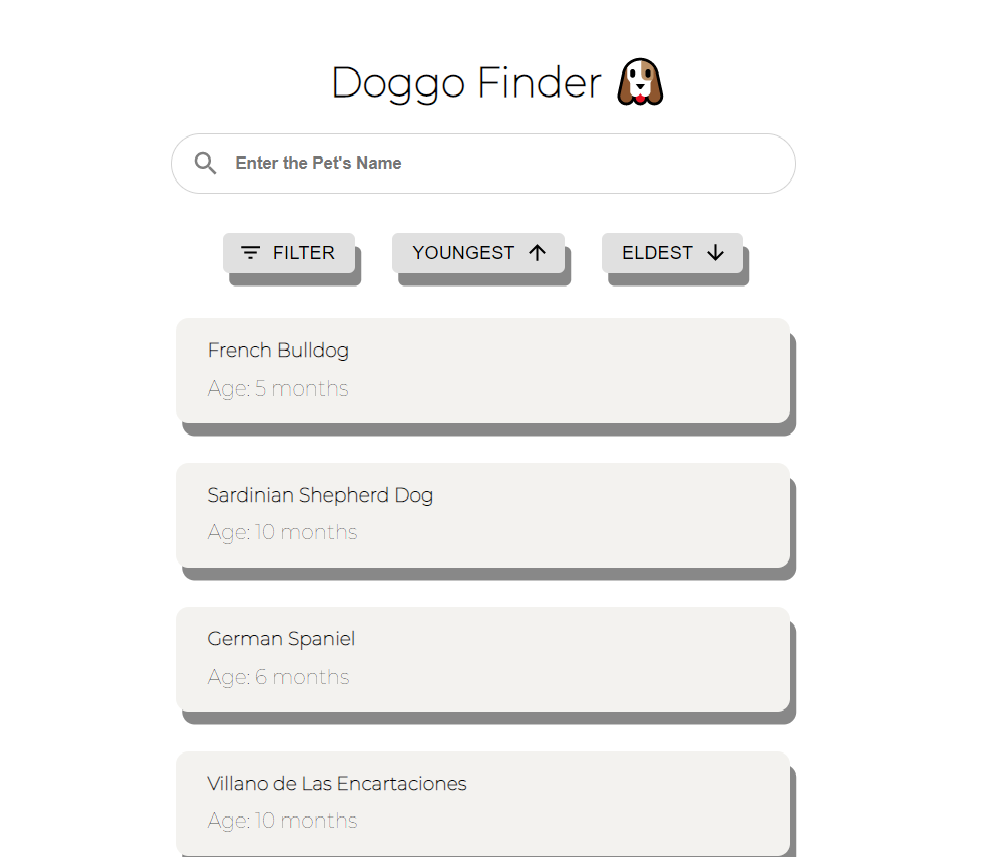 Doggo Finder
Enter the Pet's Name
FILTER
YOUNGEST
ELDEST
French Bulldog
Age: 5 months
Sardinian Shepherd Dog
Age: 10 months
German Spaniel
Age: 6 months
Villano de Las Encartaciones
Age: 10 months